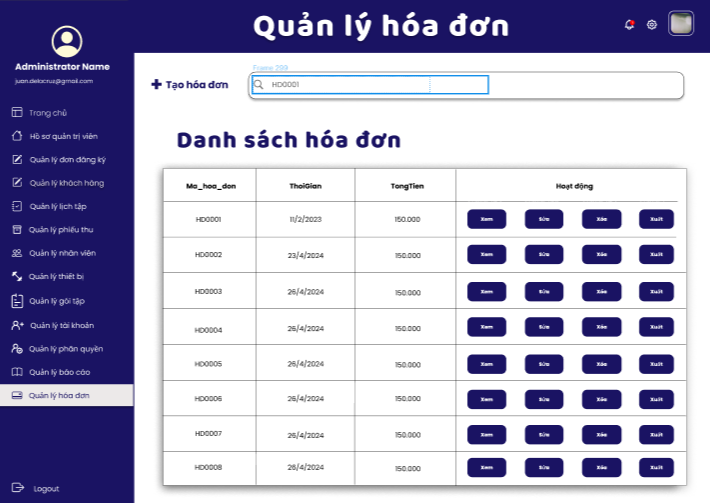 Quản lý hóa đơn
Administrator Name
juan.delacruz@gmail.com
Trang chủ
Hồ sơ quản trị viên
Quản lý đơn đăng ký
Quản lý khách hàng
Quản lý lịch tập
Quản lý phiếu thu
Quản lý nhân viên
Quản lý thiết bị
Quản lý gói tập
Quản lý tài khoản
Quản lý phân quyền
Quản lý báo cáo
Quản lý hóa đơn
Logout
Frame 299
Tạo hóa đơn
HD0001
Danh sách hóa đơn
Ma_hoa_don ThoiGian TongTien Hoạt động
HD0001 11/2/2023 150.000 Xem Sửa Xóa Xuất
HD0002 23/4/2024 150.000 Xem Sửa Xóa Xuất
HD0003 26/4/2024 150.000 Xem Sửa Xóa Xuất
HD0004 26/4/2024 150.000 Xem Sửa Xóa Xuất
HD0005 26/4/2024 150.000 Xem Sửa Xóa Xuất
HD0006 26/4/2024 150.000 Xem Sửa Xóa Xuất
HD0007 26/4/2024 150.000 Xem Sửa Xóa Xuất
HD0008 26/4/2024 150.000 Xem Sửa Xóa Xuất